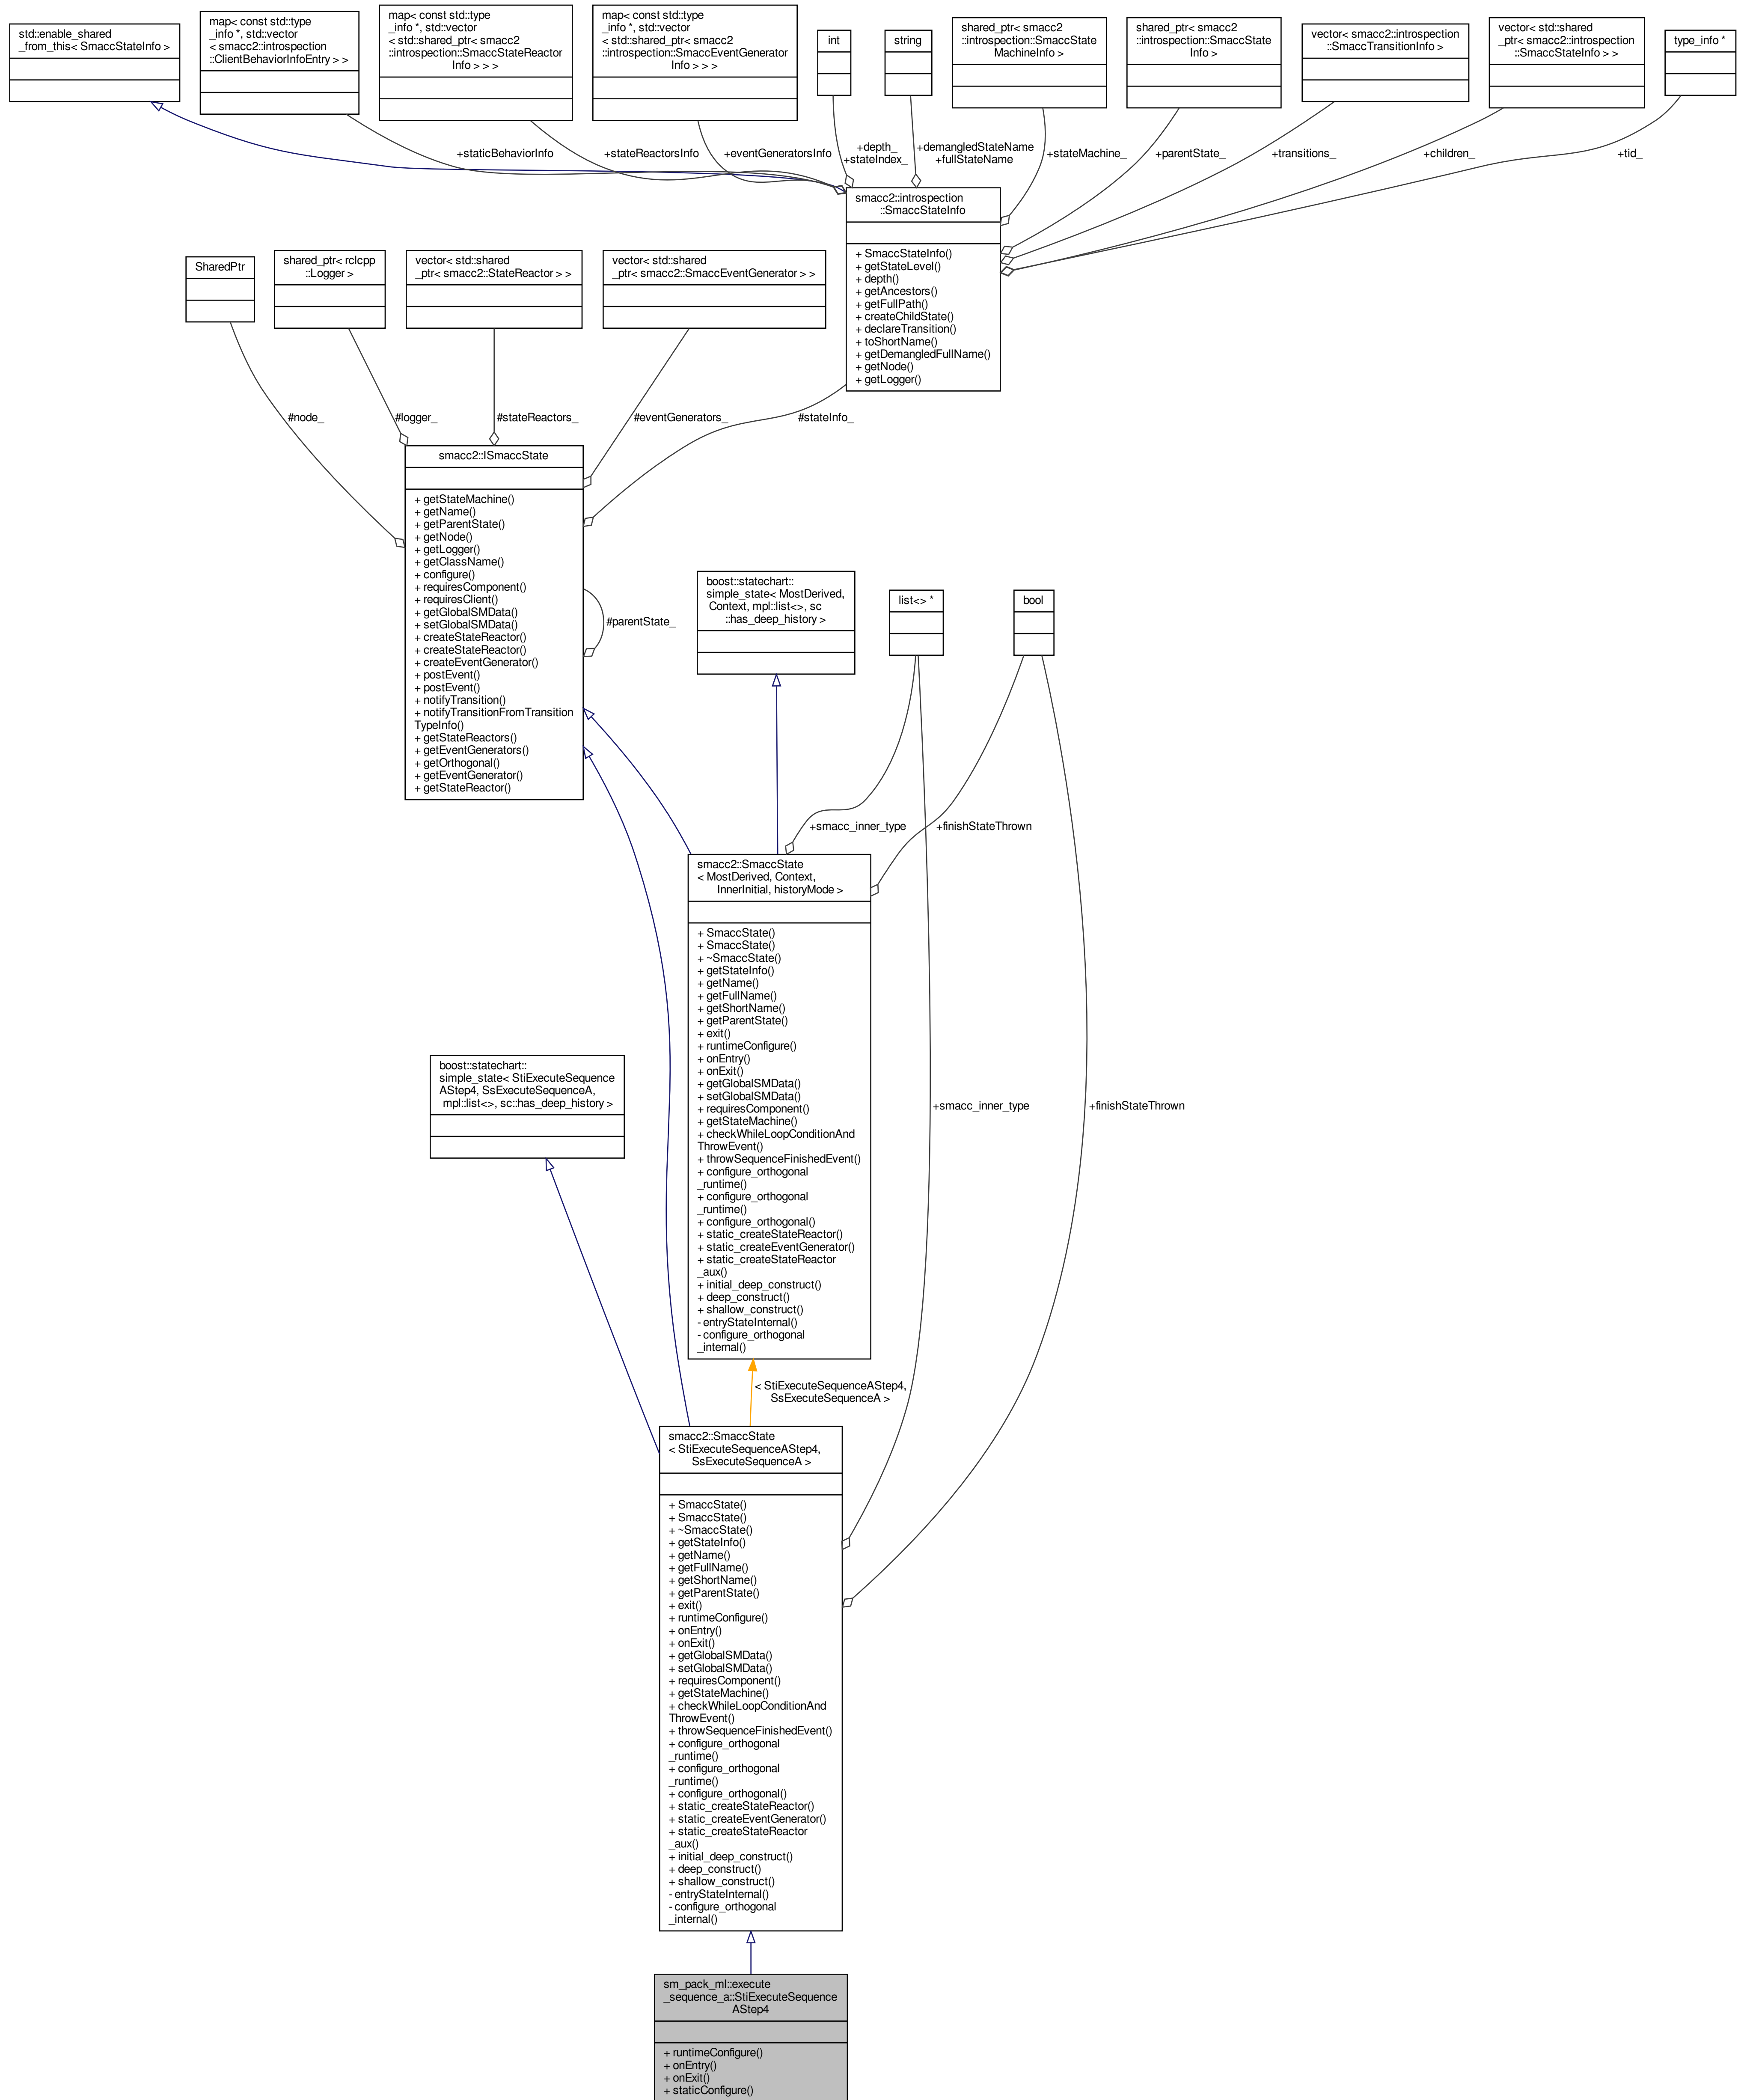 std::enable_shared
_from_this< SmaccStateInfo >
map< const std::type
_info *, std::vector
< smacc2::introspection
::ClientBehaviorInfoEntry > >
map< const std::type
_info *, std::vector
< std::shared_ptr< smacc2
::introspection::SmaccStateReactor
Info > > >
map< const std::type
_info *, std::vector
< std::shared_ptr< smacc2
::introspection::SmaccEventGenerator
Info > > >
int
string
shared_ptr< smacc2
::introspection::SmaccState
MachineInfo >
shared_ptr< smacc2
::introspection::SmaccState
Info >
vector< smacc2::introspection
::SmaccTransitionInfo >
vector< std::shared
_ptr< smacc2::introspection
::SmaccStateInfo > >
type_info *
+staticBehaviorInfo
+stateReactorsInfo
+eventGeneratorsInfo
+depth_
+stateIndex_
+demangledStateName
+fullStateName
+stateMachine_
+parentState_
+transitions_
+children_
+tid_
smacc2::introspection
::SmaccStateInfo
+ SmaccStateInfo()
+ getStateLevel()
+ depth()
+ getAncestors()
+ getFullPath()
+ createChildState()
+ declareTransition()
+ toShortName()
+ getDemangledFullName()
+ getNode()
+ getLogger()
SharedPtr
shared_ptr< rclcpp
::Logger >
vector< std::shared
_ptr< smacc2::StateReactor > >
vector< std::shared
_ptr< smacc2::SmaccEventGenerator > >
#node_
#logger_
#stateReactors_
#eventGenerators_
#stateInfo_
smacc2::ISmaccState
+ getStateMachine()
+ getName()
+ getParentState()
+ getNode()
+ getLogger()
+ getClassName()
+ configure()
+ requiresComponent()
+ requiresClient()
+ getGlobalSMData()
+ setGlobalSMData()
+ createStateReactor()
+ createStateReactor()
+ createEventGenerator()
+ postEvent()
+ postEvent()
+ notifyTransition()
+ notifyTransitionFromTransition
TypeInfo()
+ getStateReactors()
+ getEventGenerators()
+ getOrthogonal()
+ getEventGenerator()
+ getStateReactor()
#parentState_
boost::statechart::
simple_state< MostDerived,
Context, mpl::list<>, sc
::has_deep_history >
list<> *
bool
+smacc_inner_type
+finishStateThrown
smacc2::SmaccState
< MostDerived, Context,
InnerInitial, historyMode >
+ SmaccState()
+ SmaccState()
+ ~SmaccState()
+ getStateInfo()
+ getName()
+ getFullName()
+ getShortName()
+ getParentState()
+ exit()
+ runtimeConfigure()
+ onEntry()
+ onExit()
+ getGlobalSMData()
+ setGlobalSMData()
+ requiresComponent()
+ getStateMachine()
+ checkWhileLoopConditionAnd
ThrowEvent()
+ throwSequenceFinishedEvent()
+ configure_orthogonal
_runtime()
+ configure_orthogonal
_runtime()
+ configure_orthogonal()
+ static_createStateReactor()
+ static_createEventGenerator()
+ static_createStateReactor
_aux()
+ initial_deep_construct()
+ deep_construct()
+ shallow_construct()
- entryStateInternal()
- configure_orthogonal
_internal()
boost::statechart::
simple_state< StiExecuteSequence
AStep4, SsExecuteSequenceA,
mpl::list<>, sc::has_deep_history >
+smacc_inner_type
+finishStateThrown
< StiExecuteSequenceAStep4,
SsExecuteSequenceA >
smacc2::SmaccState
< StiExecuteSequenceAStep4,
SsExecuteSequenceA >
+ SmaccState()
+ SmaccState()
+ ~SmaccState()
+ getStateInfo()
+ getName()
+ getFullName()
+ getShortName()
+ getParentState()
+ exit()
+ runtimeConfigure()
+ onEntry()
+ onExit()
+ getGlobalSMData()
+ setGlobalSMData()
+ requiresComponent()
+ getStateMachine()
+ checkWhileLoopConditionAnd
ThrowEvent()
+ throwSequenceFinishedEvent()
+ configure_orthogonal
_runtime()
+ configure_orthogonal
_runtime()
+ configure_orthogonal()
+ static_createStateReactor()
+ static_createEventGenerator()
+ static_createStateReactor
_aux()
+ initial_deep_construct()
+ deep_construct()
+ shallow_construct()
- entryStateInternal()
- configure_orthogonal
_internal()
sm_pack_ml::execute
_sequence_a::StiExecuteSequence
AStep4
+ runtimeConfigure()
+ onEntry()
+ onExit()
+ staticConfigure()